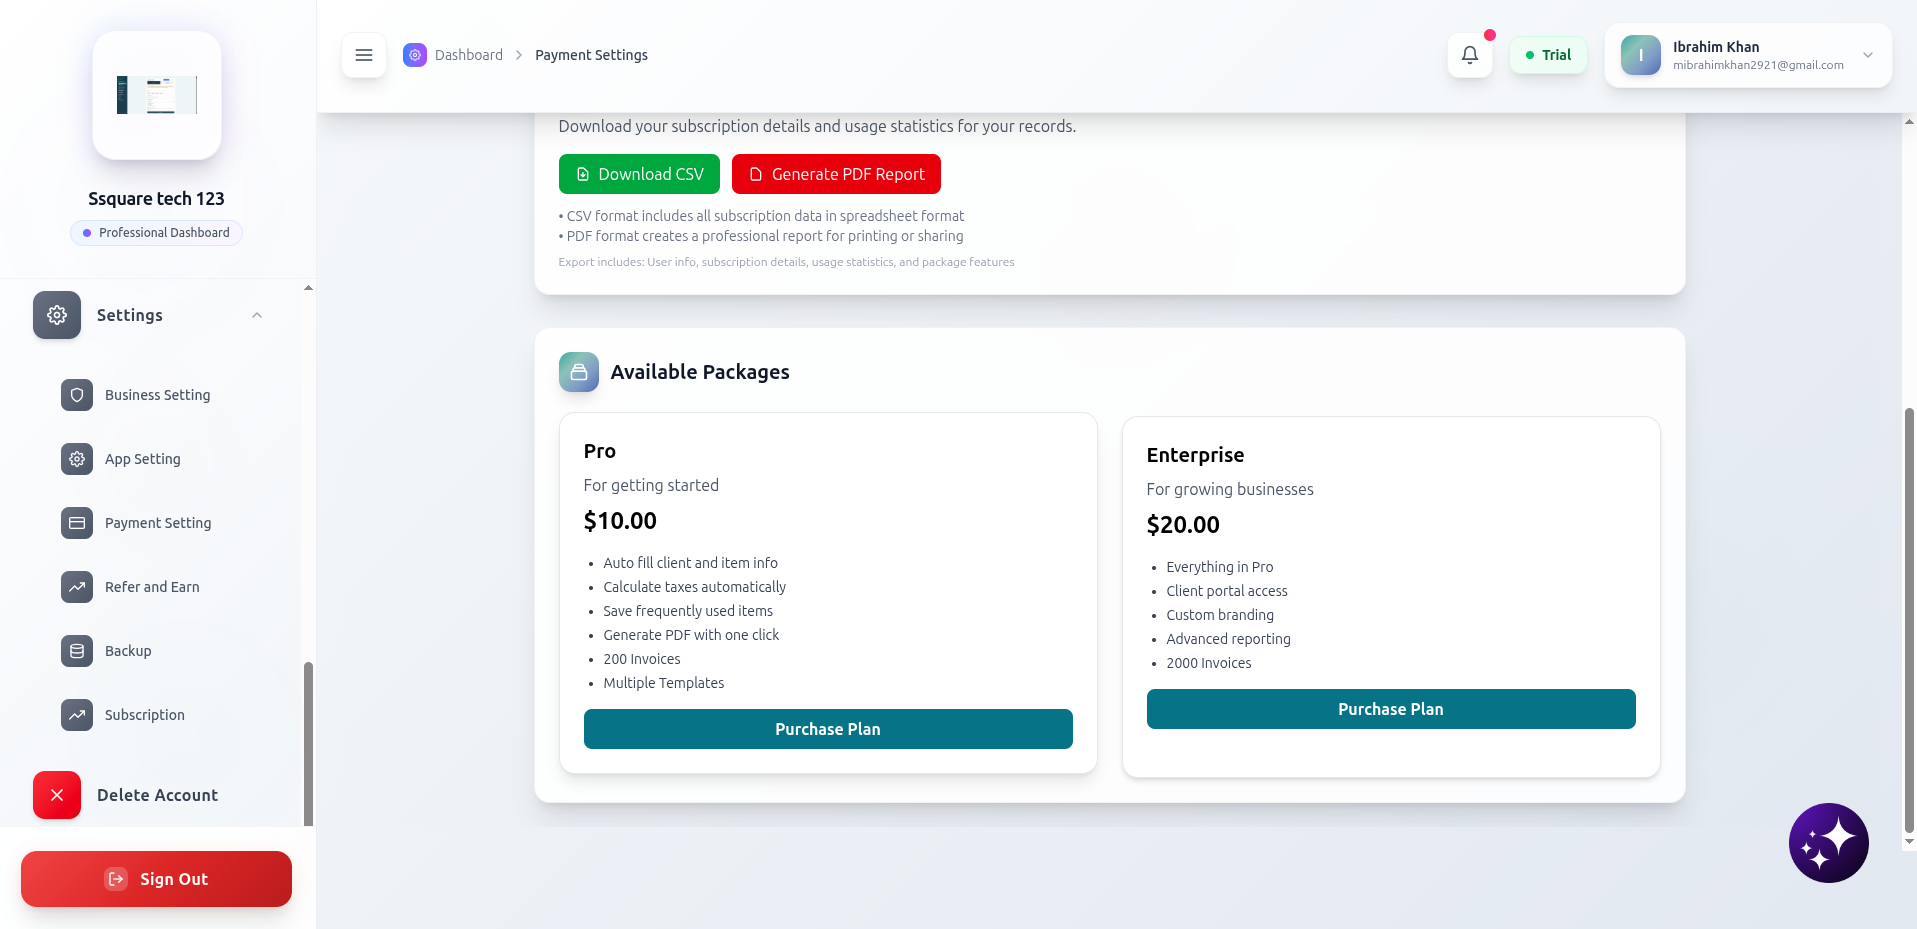 Ssquare tech 123
Professional Dashboard
Settings
Business Setting
App Setting
Payment Setting
Refer and Earn
Backup
Subscription
Delete Account
Sign Out
Dashboard > Payment Settings
Trial
I
Ibrahim Khan
mibrahimkhan2921@gmail.com
Download your subscription details and usage statistics for your records.
Download CSV
Generate PDF Report
• CSV format includes all subscription data in spreadsheet format
• PDF format creates a professional report for printing or sharing
Export includes: User info, subscription details, usage statistics, and package features
Available Packages
Pro
For getting started
$10.00
• Auto fill client and item info
• Calculate taxes automatically
• Save frequently used items
• Generate PDF with one click
• 200 Invoices
• Multiple Templates
Purchase Plan
Enterprise
For growing businesses
$20.00
• Everything in Pro
• Client portal access
• Custom branding
• Advanced reporting
• 2000 Invoices
Purchase Plan